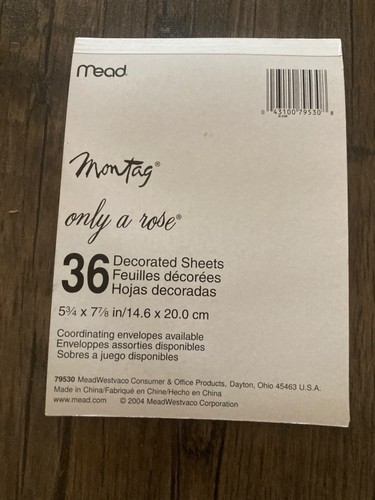 Mead®
0 43100 79530 8
Montag®
only a rose®
36 Decorated Sheets
Feuilles décorées
Hojas decoradas
5¾ x 7⅞ in/14.6 x 20.0 cm
Coordinating envelopes available
Enveloppes assorties disponibles
Sobres a juego disponibles
79530 MeadWestvaco Consumer & Office Products, Dayton, Ohio 45463 U.S.A.
Made in China/Fabriqué en Chine/Hecho en China
www.mead.com © 2004 MeadWestvaco Corporation